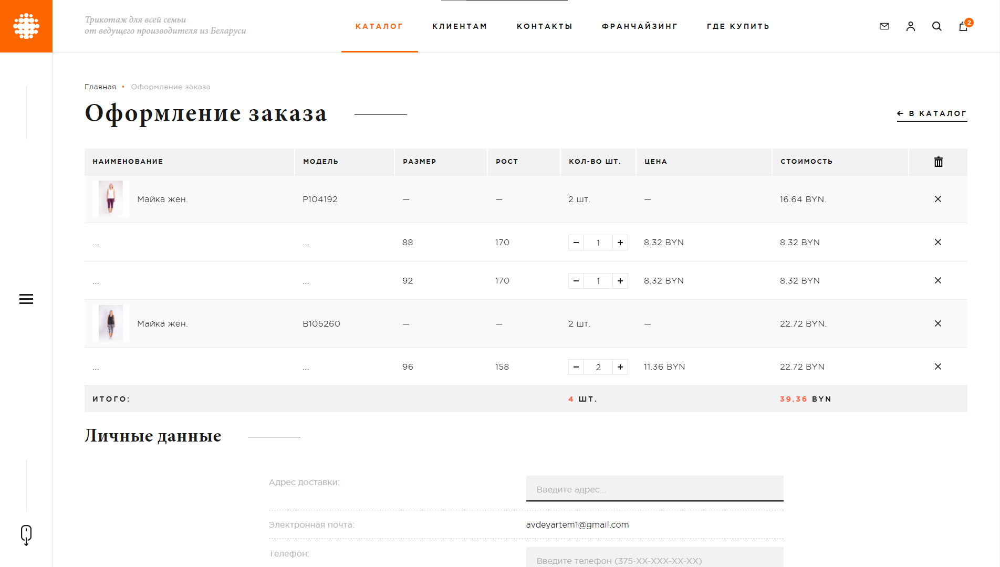 Трикотаж для всей семьи
от ведущего производителя из Беларуси
КАТАЛОГ КЛИЕНТАМ КОНТАКТЫ ФРАНЧАЙЗИНГ ГДЕ КУПИТЬ
2
Главная • Оформление заказа
Оформление заказа
← В КАТАЛОГ
НАИМЕНОВАНИЕ МОДЕЛЬ РАЗМЕР РОСТ КОЛ-ВО ШТ. ЦЕНА СТОИМОСТЬ
Майка жен. P104192 — — 2 шт. — 16.64 BYN.
... ... 88 170 − 1 + 8.32 BYN 8.32 BYN
... ... 92 170 − 1 + 8.32 BYN 8.32 BYN
Майка жен. B105260 — — 2 шт. — 22.72 BYN.
... ... 96 158 − 2 + 11.36 BYN 22.72 BYN
ИТОГО: 4 ШТ. 39.36 BYN
Личные данные
Адрес доставки: Введите адрес...
Электронная почта: avdeyartem1@gmail.com
Телефон: Введите телефон (375-XX-XXX-XX-XX)